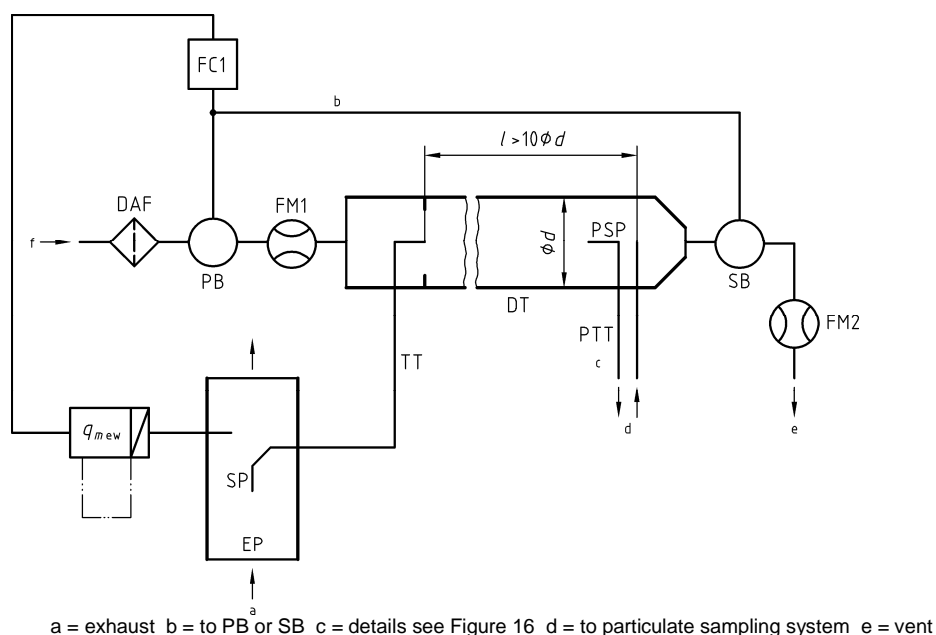 FC1
b
l >10 ϕ d
DAF
FM1
f
PB
ϕ d
PSP
SB
DT
FM2
PTT
TT
c
d
e
qmew
SP
EP
a
a = exhaust b = to PB or SB c = details see Figure 16 d = to particulate sampling system e = vent